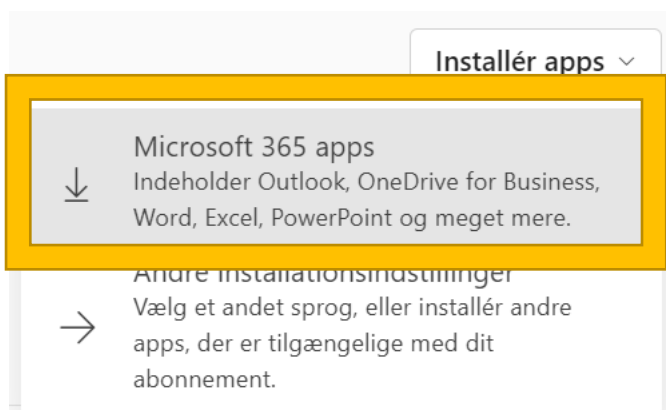 Installér apps
Microsoft 365 apps
Indeholder Outlook, OneDrive for Business,
Word, Excel, PowerPoint og meget mere.
Andre installationsindstillinger
Vælg et andet sprog, eller installér andre
apps, der er tilgængelige med dit
abonnement.